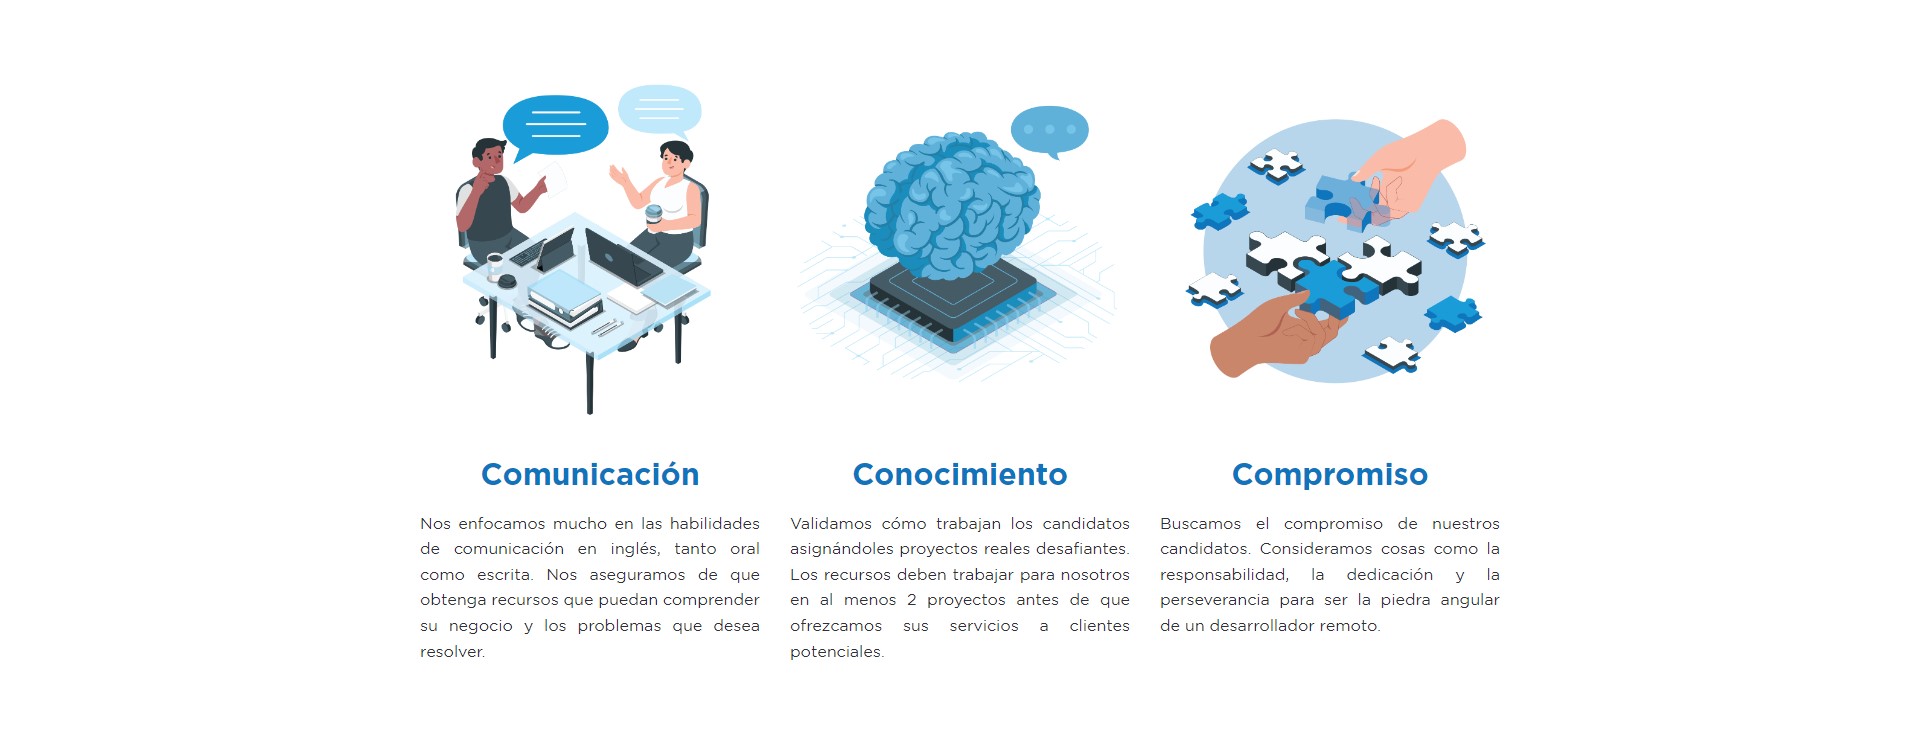 Comunicación
Nos enfocamos mucho en las habilidades
de comunicación en inglés, tanto oral
como escrita. Nos aseguramos de que
obtenga recursos que puedan comprender
su negocio y los problemas que desea
resolver.
Conocimiento
Validamos cómo trabajan los candidatos
asignándoles proyectos reales desafiantes.
Los recursos deben trabajar para nosotros
en al menos 2 proyectos antes de que
ofrezcamos sus servicios a clientes
potenciales.
Compromiso
Buscamos el compromiso de nuestros
candidatos. Consideramos cosas como la
responsabilidad, la dedicación y la
perseverancia para ser la piedra angular
de un desarrollador remoto.